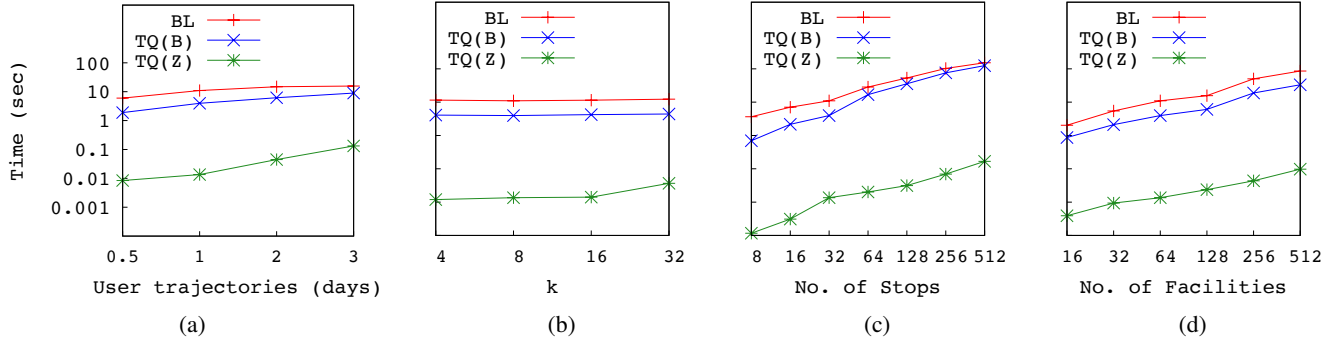 BL
TQ(B)
TQ(Z)
Time (sec)
100
10
1
0.1
0.01
0.001
0.5 1 2 3
User trajectories (days)
(a)
BL
TQ(B)
TQ(Z)
4 8 16 32
k
(b)
BL
TQ(B)
TQ(Z)
8 16 32 64 128 256 512
No. of Stops
(c)
BL
TQ(B)
TQ(Z)
16 32 64 128 256 512
No. of Facilities
(d)